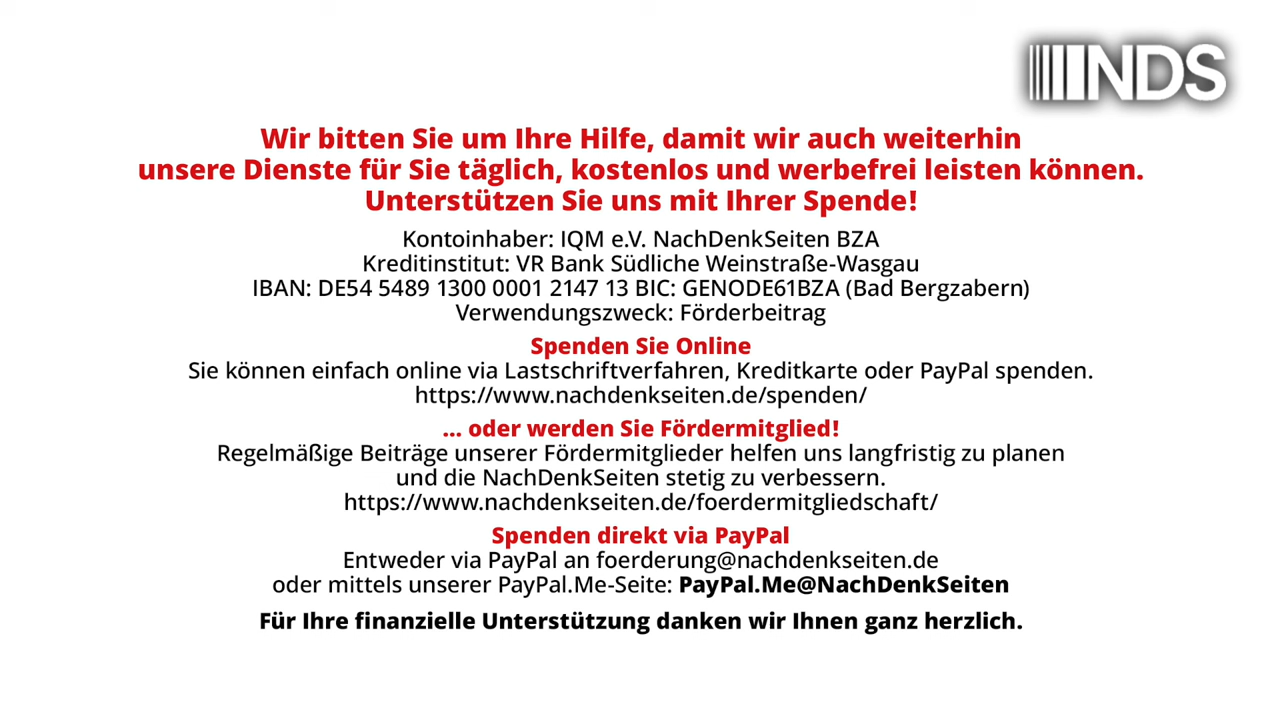 NDS
Wir bitten Sie um Ihre Hilfe, damit wir auch weiterhin
unsere Dienste für Sie täglich, kostenlos und werbefrei leisten können.
Unterstützen Sie uns mit Ihrer Spende!
Kontoinhaber: IQM e.V. NachDenkSeiten BZA
Kreditinstitut: VR Bank Südliche Weinstraße-Wasgau
IBAN: DE54 5489 1300 0001 2147 13 BIC: GENODE61BZA (Bad Bergzabern)
Verwendungszweck: Förderbeitrag
Spenden Sie Online
Sie können einfach online via Lastschriftverfahren, Kreditkarte oder PayPal spenden.
https://www.nachdenkseiten.de/spenden/
... oder werden Sie Fördermitglied!
Regelmäßige Beiträge unserer Fördermitglieder helfen uns langfristig zu planen
und die NachDenkSeiten stetig zu verbessern.
https://www.nachdenkseiten.de/foerdermitgliedschaft/
Spenden direkt via PayPal
Entweder via PayPal an foerderung@nachdenkseiten.de
oder mittels unserer PayPal.Me-Seite: PayPal.Me@NachDenkSeiten
Für Ihre finanzielle Unterstützung danken wir Ihnen ganz herzlich.